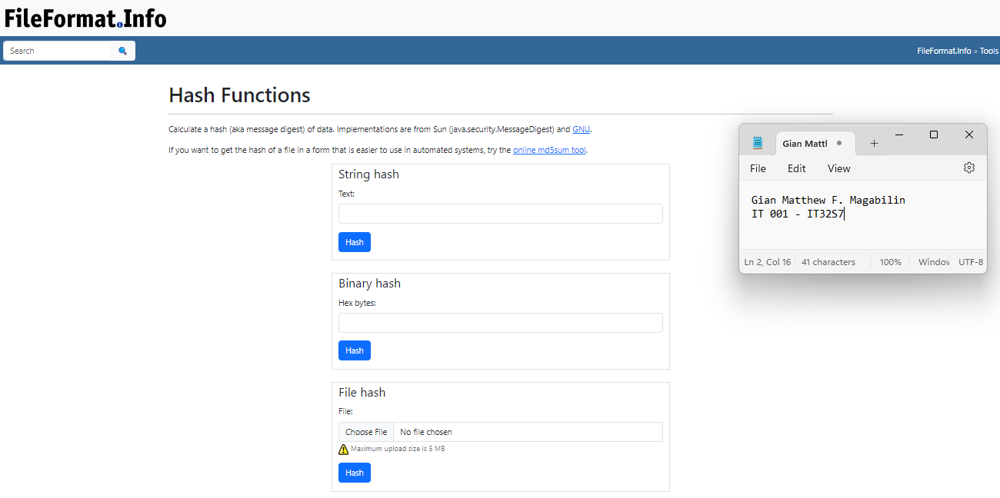 FileFormat.Info
Search
FileFormat.Info » Tools
Hash Functions
Calculate a hash (aka message digest) of data. Implementations are from Sun (java.security.MessageDigest) and GNU.
If you want to get the hash of a file in a form that is easier to use in automated systems, try the online md5sum tool.
String hash
Text:
Hash
Binary hash
Hex bytes:
Hash
File hash
File:
Choose File No file chosen
Maximum upload size is 5 MB
Hash
Gian Mattl
File Edit View
Gian Matthew F. Magabilin
IT 001 - IT32S7
Ln 2, Col 16 41 characters 100% Windov UTF-8